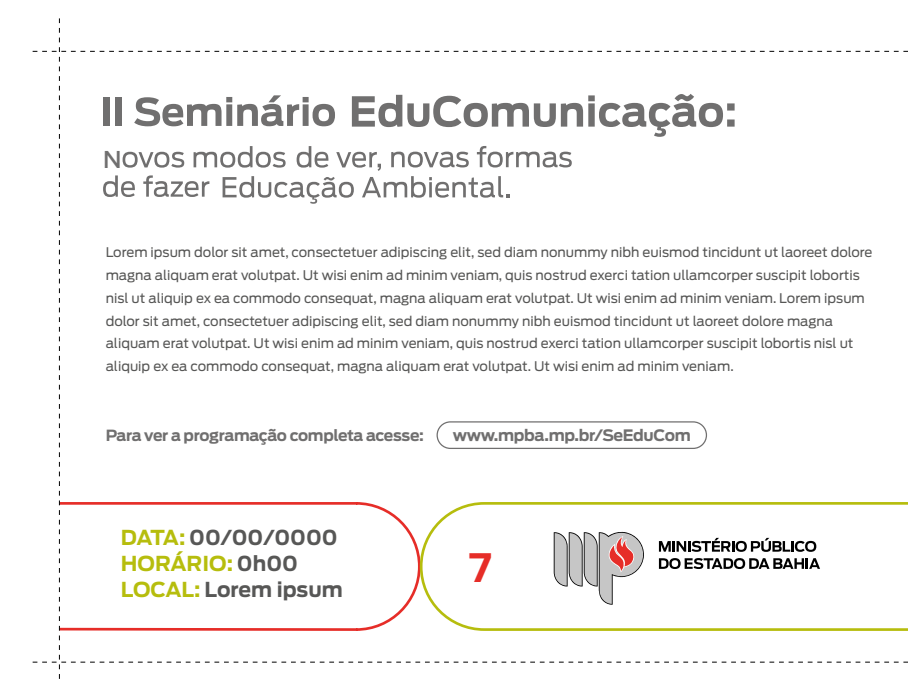 II Seminário EduComunicação:
Novos modos de ver, novas formas
de fazer Educação Ambiental.
Lorem ipsum dolor sit amet, consectetuer adipiscing elit, sed diam nonummy nibh euismod tincidunt ut laoreet dolore
magna aliquam erat volutpat. Ut wisi enim ad minim veniam, quis nostrud exerci tation ullamcorper suscipit lobortis
nisl ut aliquip ex ea commodo consequat, magna aliquam erat volutpat. Ut wisi enim ad minim veniam. Lorem ipsum
dolor sit amet, consectetuer adipiscing elit, sed diam nonummy nibh euismod tincidunt ut laoreet dolore magna
aliquam erat volutpat. Ut wisi enim ad minim veniam, quis nostrud exerci tation ullamcorper suscipit lobortis nisl ut
aliquip ex ea commodo consequat, magna aliquam erat volutpat. Ut wisi enim ad minim veniam.
Para ver a programação completa acesse: www.mpba.mp.br/SeEduCom
DATA: 00/00/0000
HORÁRIO: 0h00
LOCAL: Lorem ipsum
7
mp
MINISTÉRIO PÚBLICO
DO ESTADO DA BAHIA